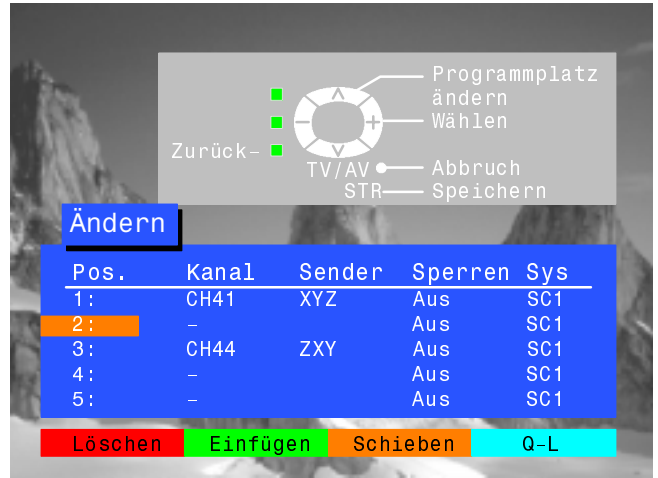 Programmplatz
ändern
Wählen
Zurück–
TV/AV Abbruch
STR Speichern
Ändern
Pos. Kanal Sender Sperren Sys
1: CH41 XYZ Aus SC1
2: – Aus SC1
3: CH44 ZXY Aus SC1
4: – Aus SC1
5: – Aus SC1
Löschen Einfügen Schieben Q–L